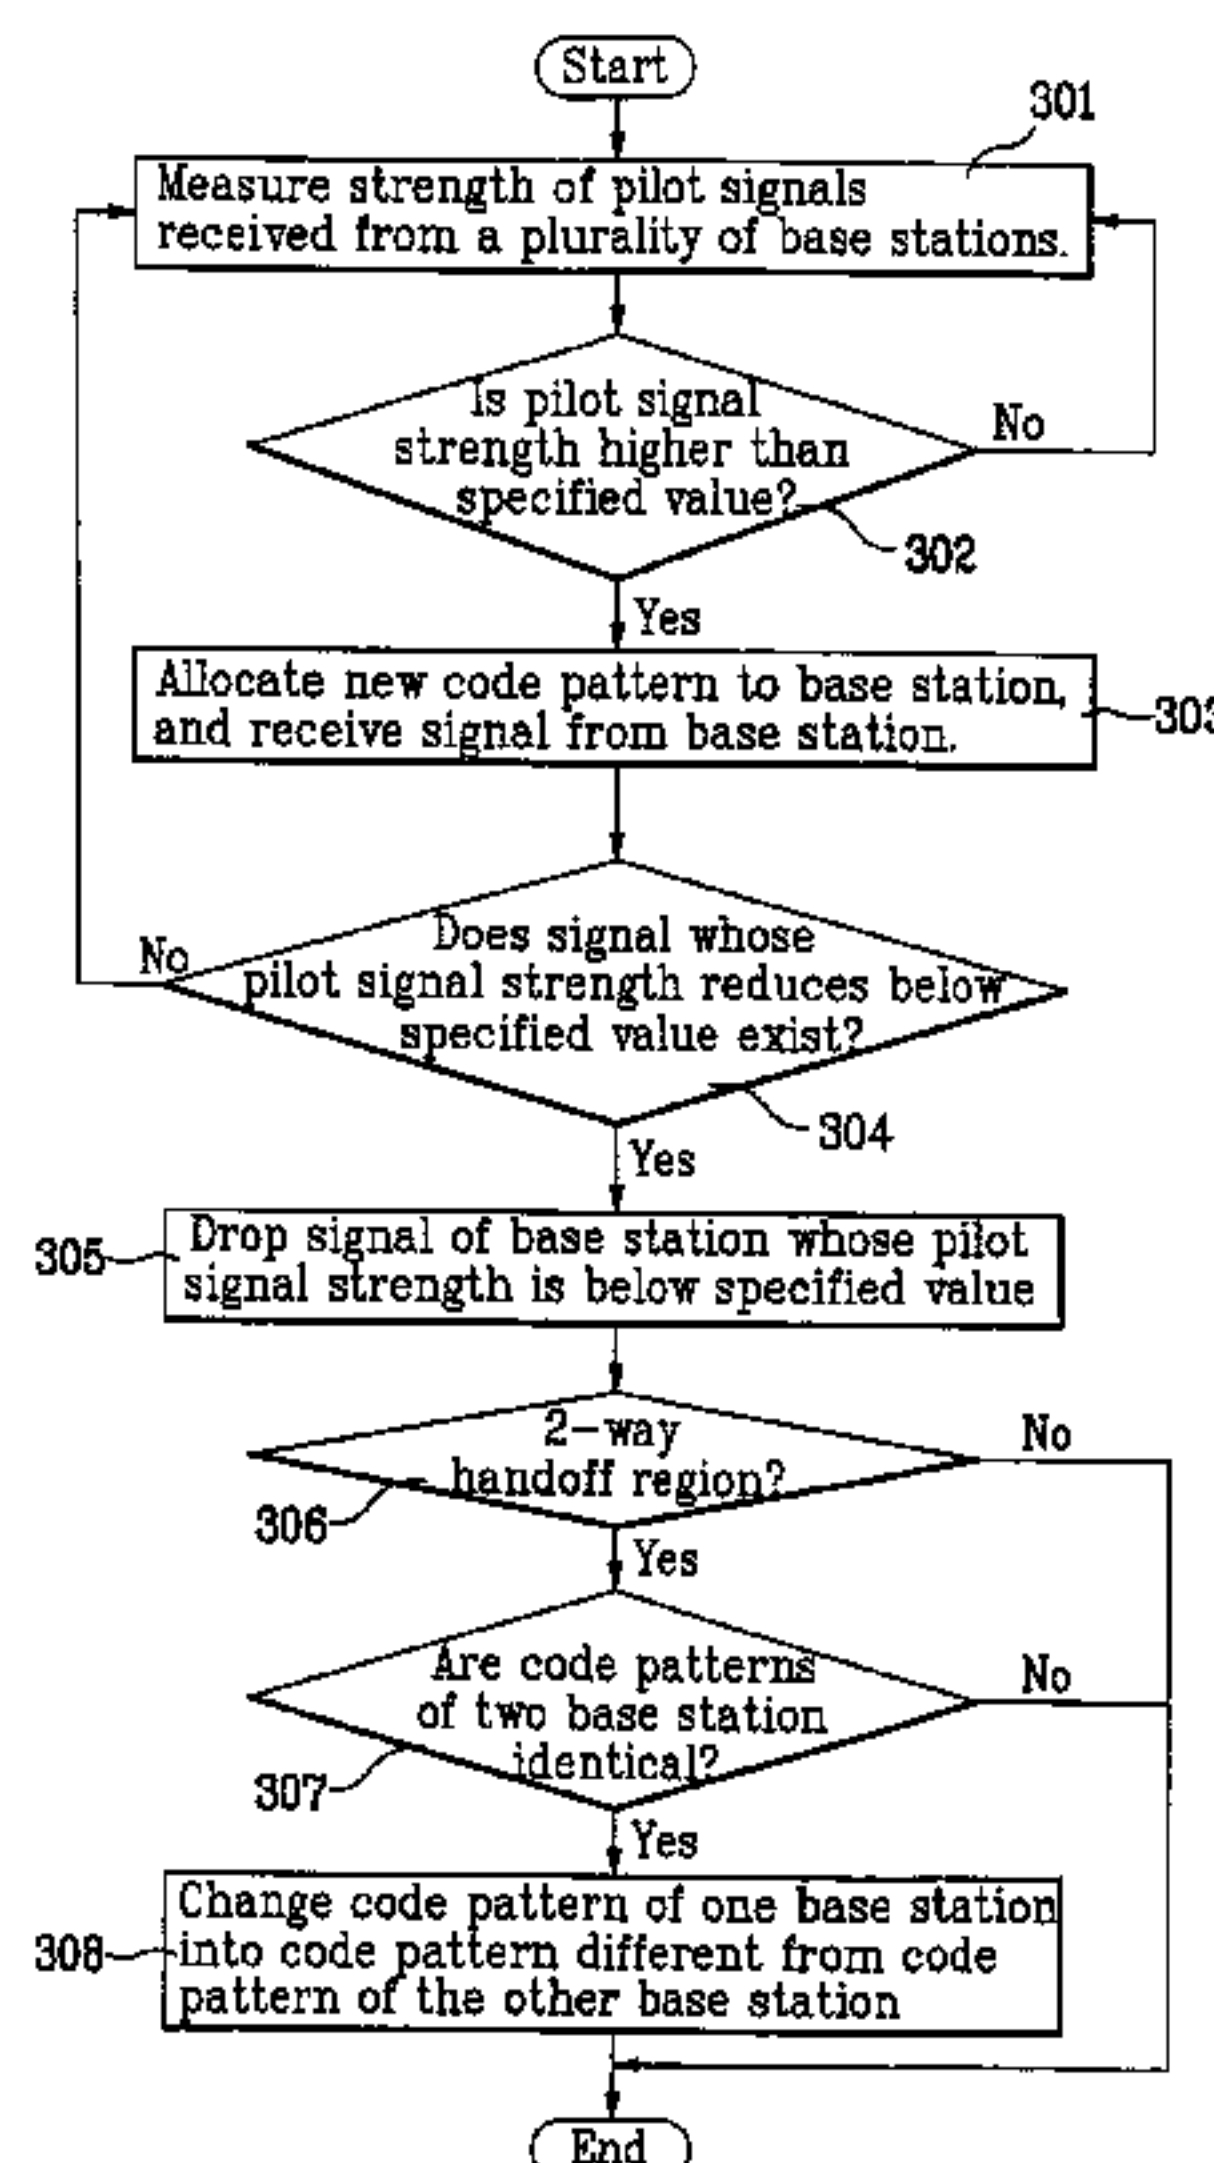 Start
301
Measure strength of pilot signals
received from a plurality of base stations.
Is pilot signal
strength higher than
specified value?
No
302
Yes
Allocate new code pattern to base station,
and receive signal from base station.
303
Does signal whose
pilot signal strength reduces below
specified value exist?
No
304
Yes
305
Drop signal of base station whose pilot
signal strength is below specified value
2-way
handoff region?
No
306
Yes
Are code patterns
of two base station
identical?
No
307
Yes
308
Change code pattern of one base station
into code pattern different from code
pattern of the other base station
End